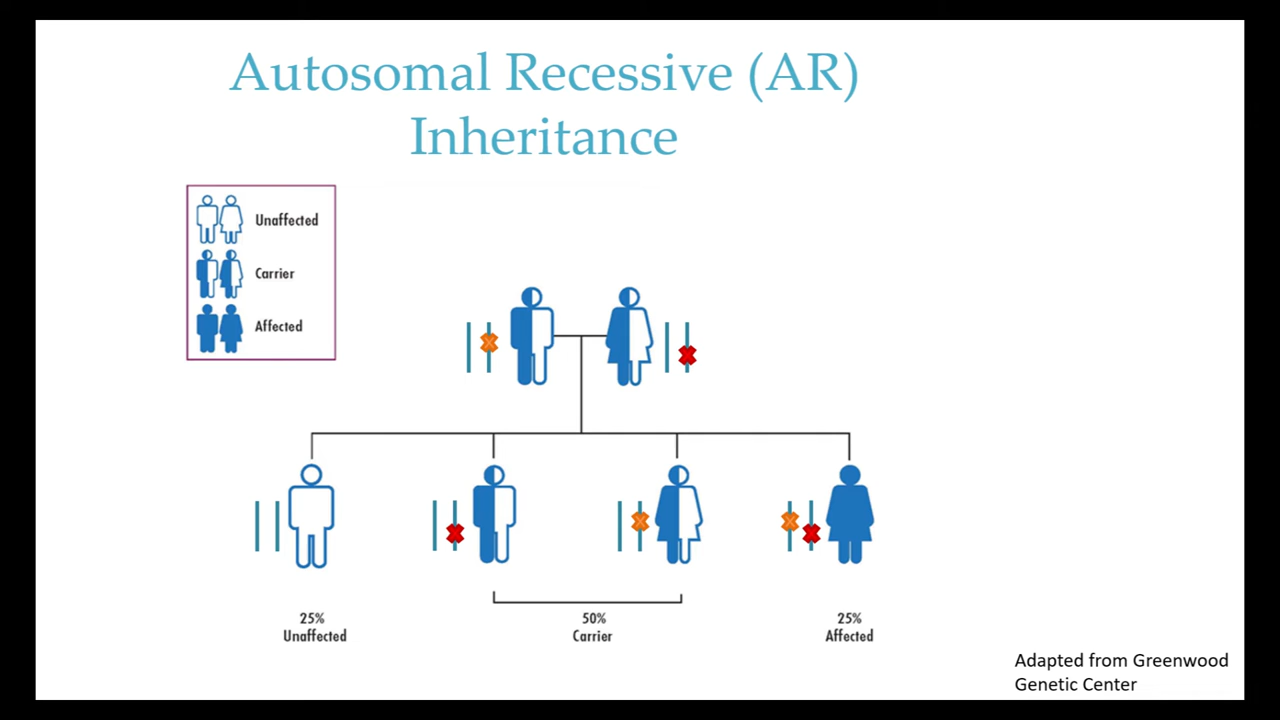 Autosomal Recessive (AR)
Inheritance
Unaffected
Carrier
Affected
25%
Unaffected
50%
Carrier
25%
Affected
Adapted from Greenwood
Genetic Center